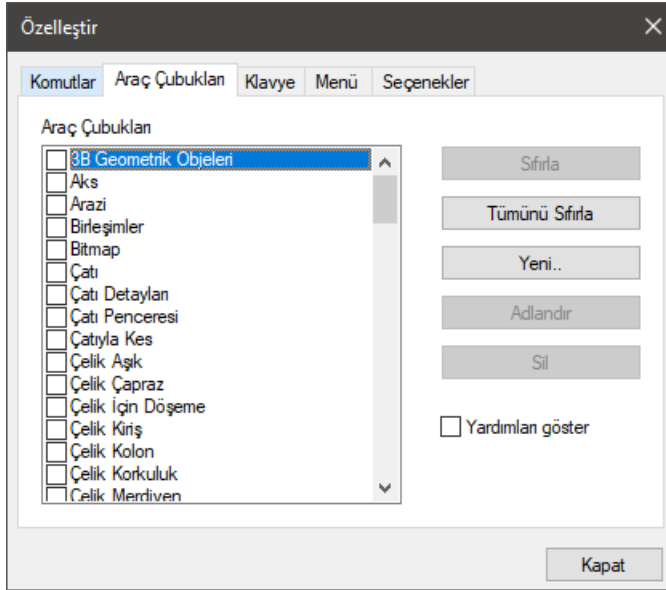 Özelleştir
Komutlar Araç Çubukları Klavye Menü Seçenekler
Araç Çubukları
3B Geometrik Objeleri
Aks
Arazi
Birleşimler
Bitmap
Çatı
Çatı Detayları
Çatı Penceresi
Çatıyla Kes
Çelik Aşık
Çelik Çapraz
Çelik İçin Döşeme
Çelik Kiriş
Çelik Kolon
Çelik Korkuluk
Çelik Merdiven
Sıfırla
Tümünü Sıfırla
Yeni..
Adlandır
Sil
Yardımları göster
Kapat